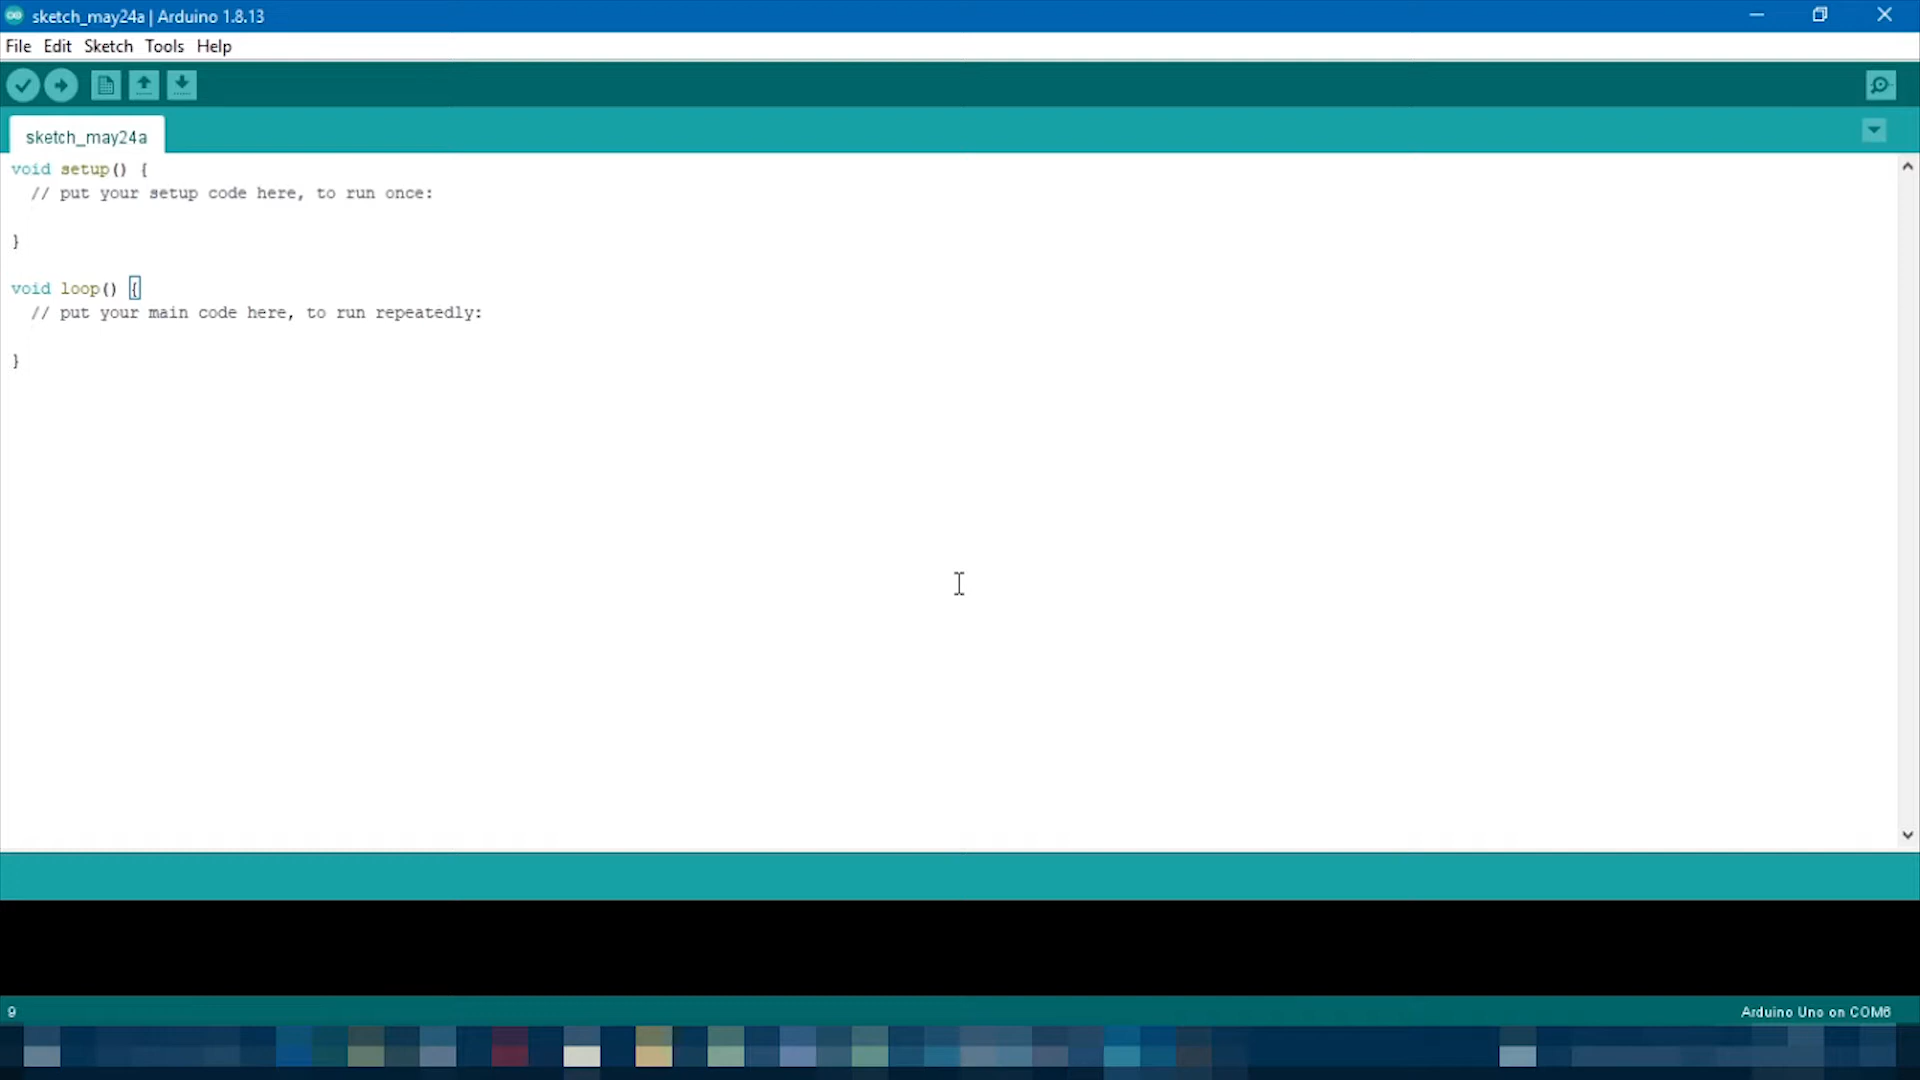 sketch_may24a | Arduino 1.8.13
File Edit Sketch Tools Help
sketch_may24a
void setup() {
  // put your setup code here, to run once:
}
void loop() {
  // put your main code here, to run repeatedly:
}
9
Arduino Uno on COM6